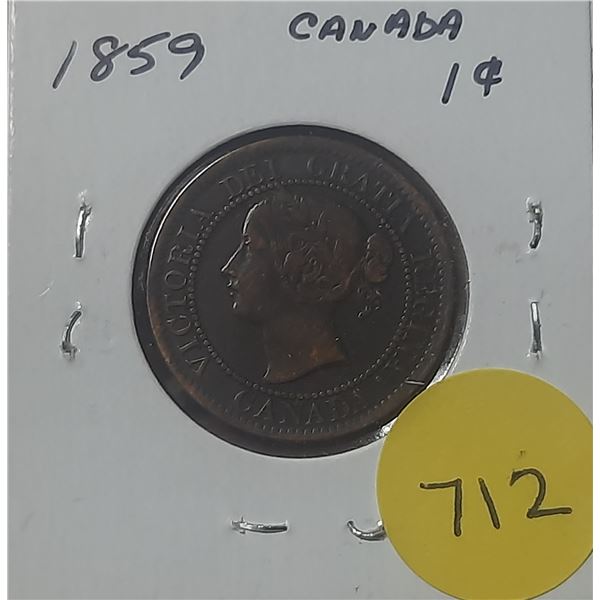 1859 CANADA
1¢
VICTORIA DEI GRATIA REGINA.
CANADA
712